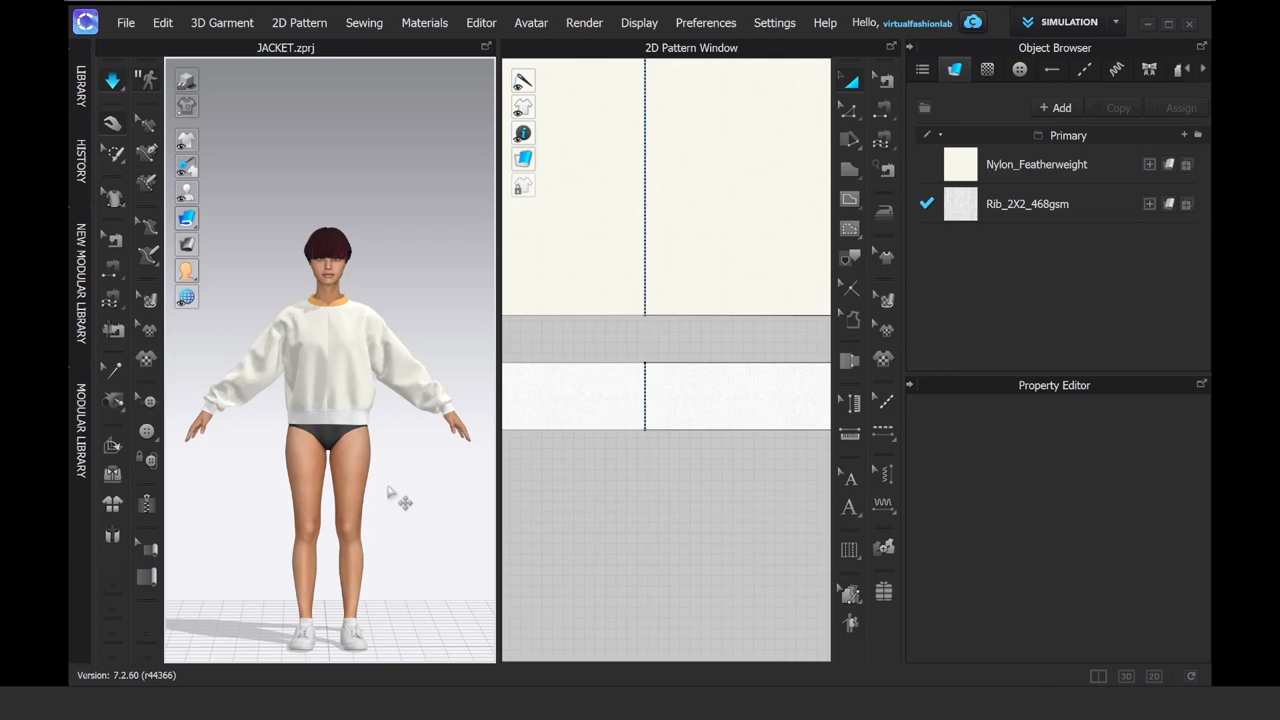 File Edit 3D Garment 2D Pattern Sewing Materials Editor Avatar Render Display Preferences Settings Help Hello, virtualfashionlab SIMULATION
JACKET.zprj
2D Pattern Window
Object Browser
LIBRARY
HISTORY
NEW MODULAR LIBRARY
MODULAR LIBRARY
+ Add Copy Assign
Primary
Nylon_Featherweight
Rib_2X2_468gsm
Property Editor
Version: 7.2.60 (r44366)
3D 2D